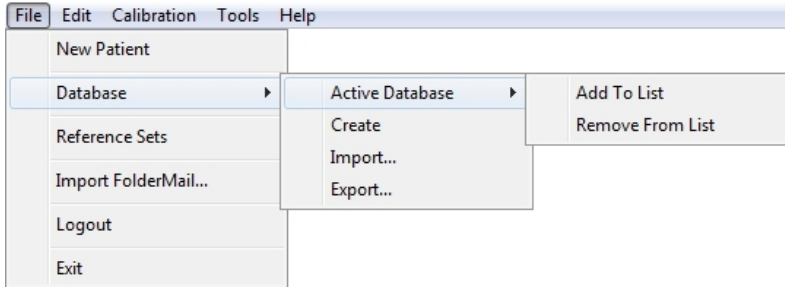 File Edit Calibration Tools Help
New Patient
Database
Reference Sets
Import FolderMail...
Logout
Exit
Active Database
Create
Import...
Export...
Add To List
Remove From List